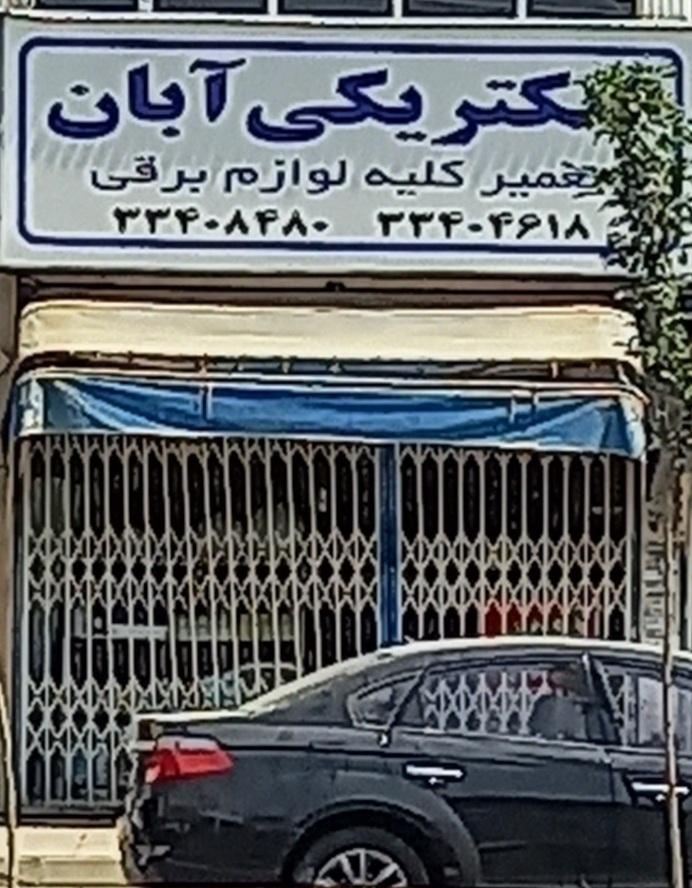 کتریکی آبان
تعمیر کلیه لوازم برقی
۳۳۴۰۸۴۸۰ ۳۳۴۰۴۶۱۸